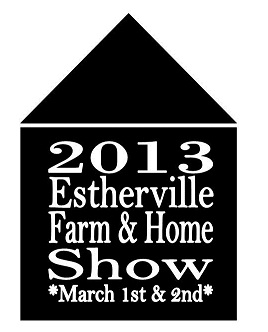 2013
Estherville
Farm & Home
Show
*March 1st & 2nd*